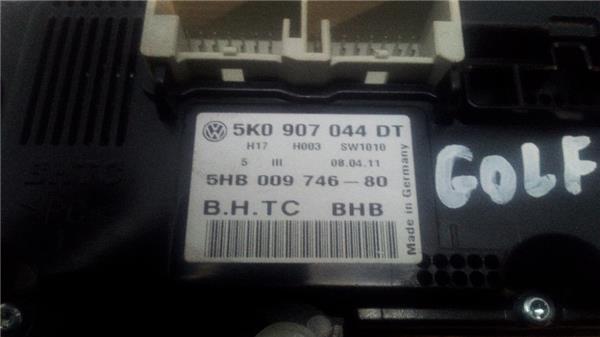 5K0 907 044 DT
H17 H003 SW1010
5 III 08.04.11
5HB 009 746-80
B.H.TC BHB
Made in Germany
GOLF